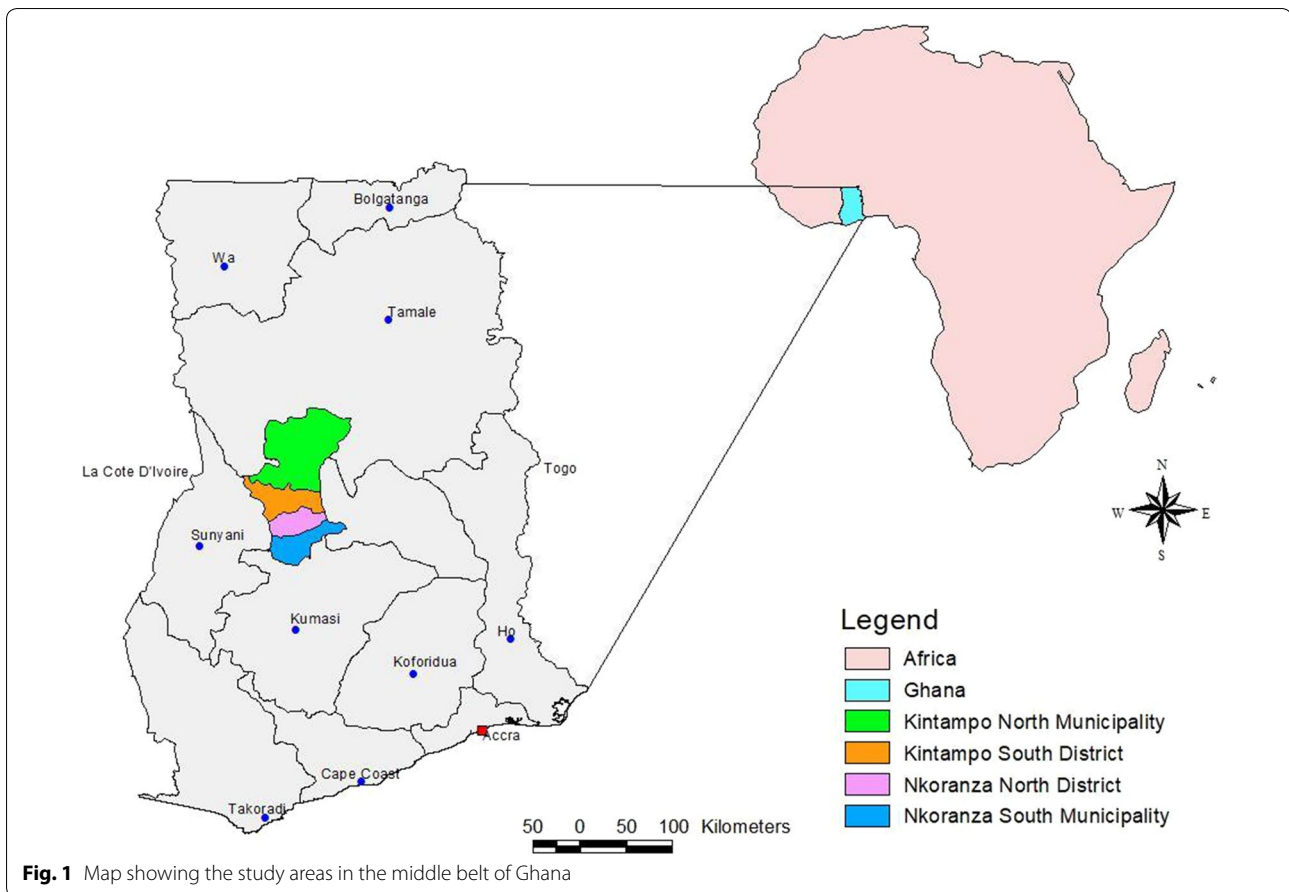 Bolgatanga
Wa
Tamale
La Cote D'Ivoire
Togo
Sunyani
Kumasi
Ho
Koforidua
Accra
Cape Coast
Takoradi
N
W
E
S
Legend
Africa
Ghana
Kintampo North Municipality
Kintampo South District
Nkoranza North District
Nkoranza South Municipality
50 0 50 100 Kilometers
Fig. 1 Map showing the study areas in the middle belt of Ghana